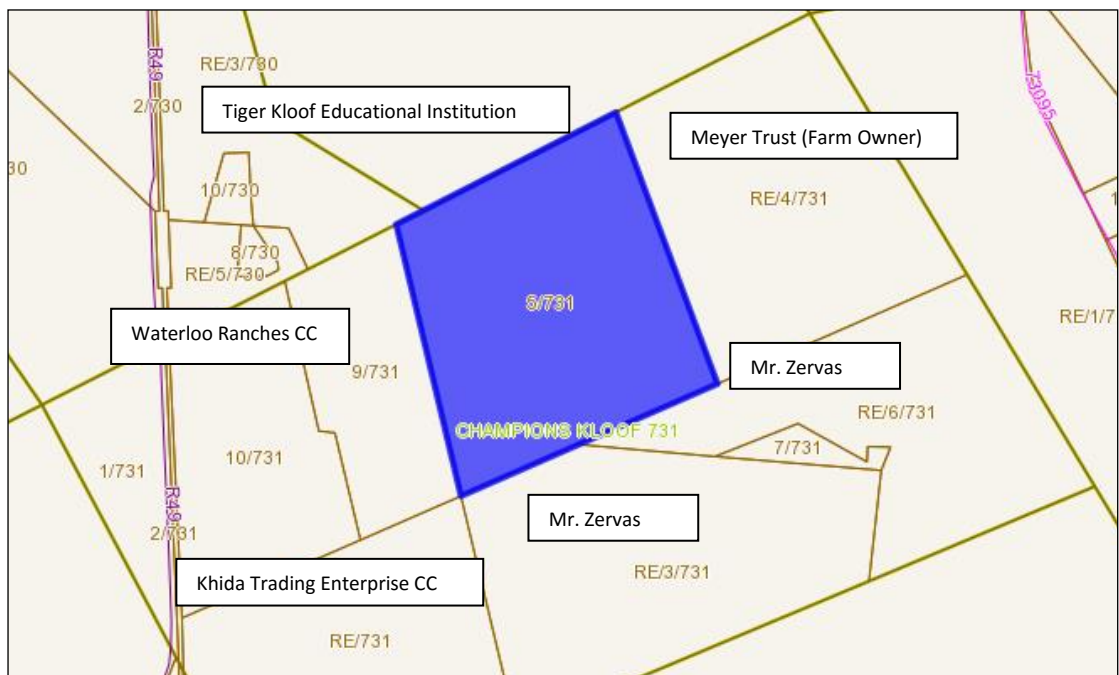 R49
RE/3/730
2/730
73095
Tiger Kloof Educational Institution
Meyer Trust (Farm Owner)
30
10/730
RE/4/731
8/730
RE/5/730
5/731
RE/1/7
Waterloo Ranches CC
9/731
Mr. Zervas
RE/6/731
CHAMPIONS KLOOF 731
7/731
10/731
1/731
R49
2/731
Mr. Zervas
Khida Trading Enterprise CC
RE/3/731
RE/731